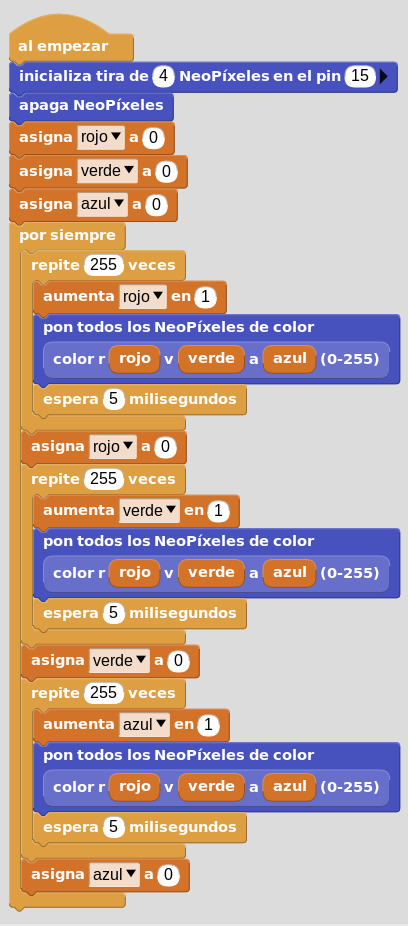 al empezar
inicializa tira de 4 NeoPíxeles en el pin 15
apaga NeoPíxeles
asigna rojo a 0
asigna verde a 0
asigna azul a 0
por siempre
repite 255 veces
aumenta rojo en 1
pon todos los NeoPíxeles de color
color r rojo v verde a azul (0-255)
espera 5 milisegundos
asigna rojo a 0
repite 255 veces
aumenta verde en 1
pon todos los NeoPíxeles de color
color r rojo v verde a azul (0-255)
espera 5 milisegundos
asigna verde a 0
repite 255 veces
aumenta azul en 1
pon todos los NeoPíxeles de color
color r rojo v verde a azul (0-255)
espera 5 milisegundos
asigna azul a 0